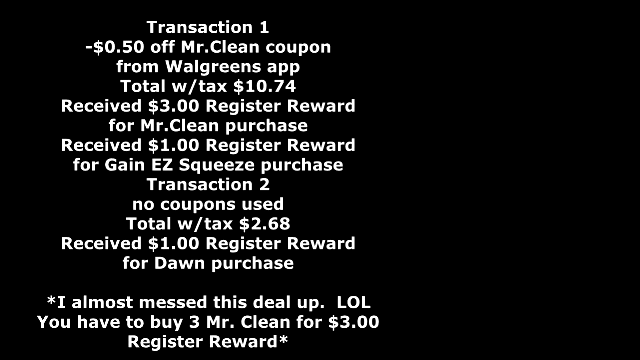 Transaction 1
-$0.50 off Mr.Clean coupon
from Walgreens app
Total w/tax $10.74
Received $3.00 Register Reward
for Mr.Clean purchase
Received $1.00 Register Reward
for Gain EZ Squeeze purchase
Transaction 2
no coupons used
Total w/tax $2.68
Received $1.00 Register Reward
for Dawn purchase
*I almost messed this deal up. LOL
You have to buy 3 Mr. Clean for $3.00
Register Reward*